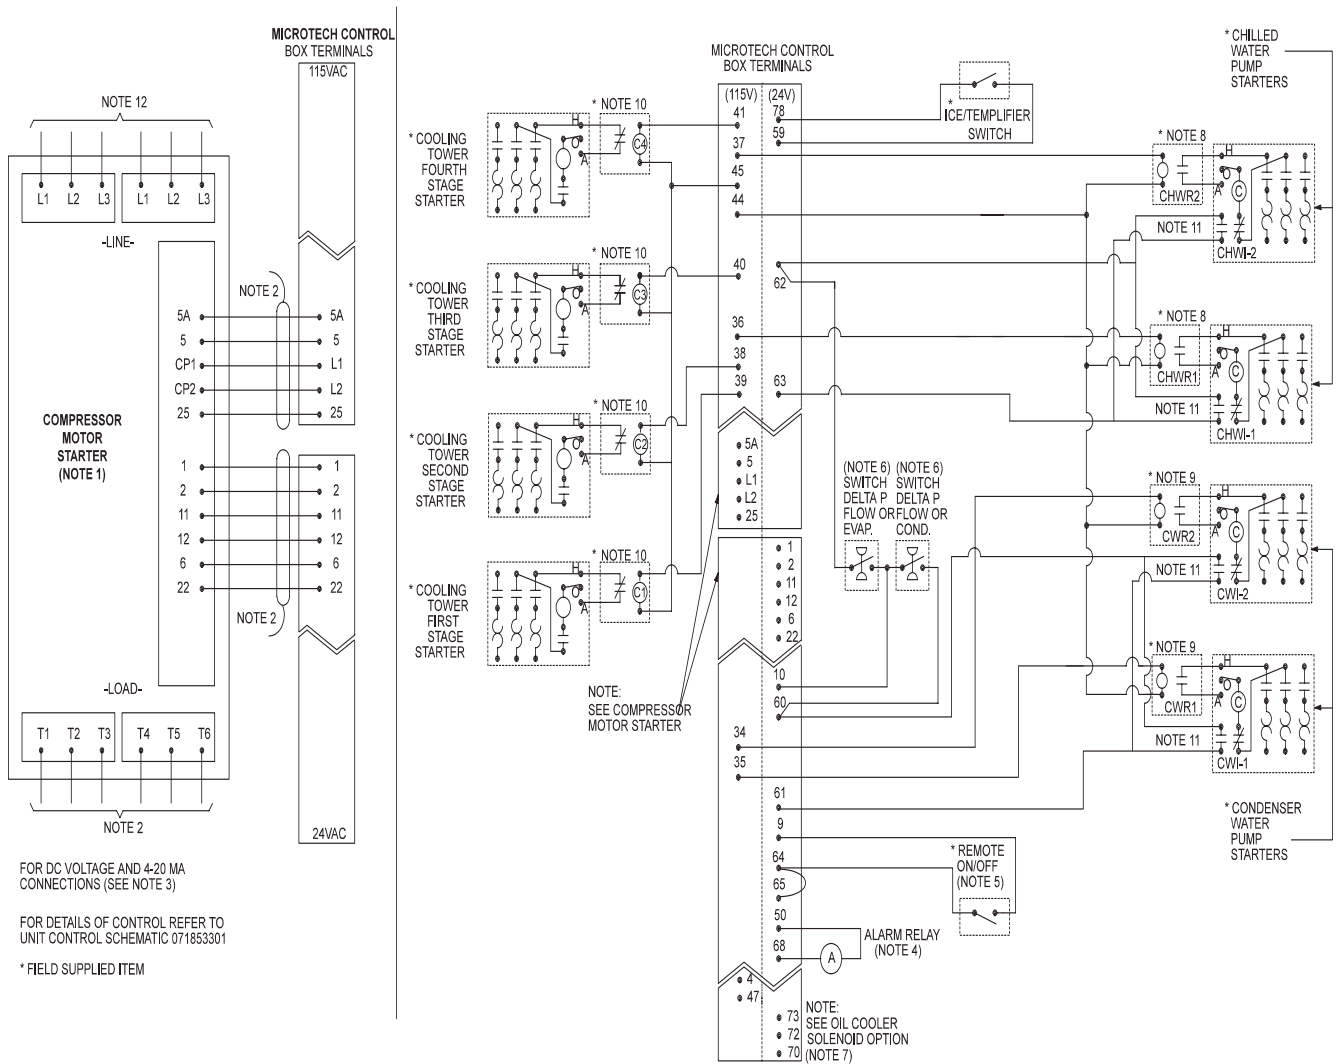 MICROTECH CONTROL
BOX TERMINALS
115VAC
NOTE 12
L1 L2 L3 L1 L2 L3
-LINE-
NOTE 2
5A 5A
5 5
CP1 L1
CP2 L2
25 25
COMPRESSOR
MOTOR
STARTER
(NOTE 1)
1 1
2 2
11 11
12 12
6 6
22 22
NOTE 2
-LOAD-
T1 T2 T3 T4 T5 T6
NOTE 2
24VAC
FOR DC VOLTAGE AND 4-20 MA
CONNECTIONS (SEE NOTE 3)
FOR DETAILS OF CONTROL REFER TO
UNIT CONTROL SCHEMATIC 071853301
* FIELD SUPPLIED ITEM
* COOLING
TOWER
FOURTH
STAGE
STARTER
H
O
A
* NOTE 10
C4
* COOLING
TOWER
THIRD
STAGE
STARTER
H
O
A
* NOTE 10
C3
* COOLING
TOWER
SECOND
STAGE
STARTER
H
O
A
* NOTE 10
C2
* COOLING
TOWER
FIRST
STAGE
STARTER
H
O
A
* NOTE 10
C1
NOTE:
SEE COMPRESSOR
MOTOR STARTER
MICROTECH CONTROL
BOX TERMINALS
(115V) (24V)
41 78
59
37
45
44
40
62
36
38
39 63
5A
5
L1
L2
25
1
2
11
12
6
22
10
60
34
35
61
9
64
65
50
68
4
47
73
72
70
NOTE:
SEE OIL COOLER
SOLENOID OPTION
(NOTE 7)
*
ICE/TEMPLIFIER
SWITCH
(NOTE 6)
SWITCH
DELTA P
FLOW OR
EVAP.
(NOTE 6)
SWITCH
DELTA P
FLOW OR
COND.
* REMOTE
ON/OFF
(NOTE 5)
A
ALARM RELAY
(NOTE 4)
* CHILLED
WATER
PUMP
STARTERS
* NOTE 8
CHWR2
H
O
A
C
NOTE 11
CHWI-2
* NOTE 8
CHWR1
H
O
A
C
NOTE 11
CHWI-1
* NOTE 9
CWR2
H
O
A
C
NOTE 11
CWI-2
* NOTE 9
CWR1
H
O
A
C
NOTE 11
CWI-1
* CONDENSER
WATER
PUMP
STARTERS